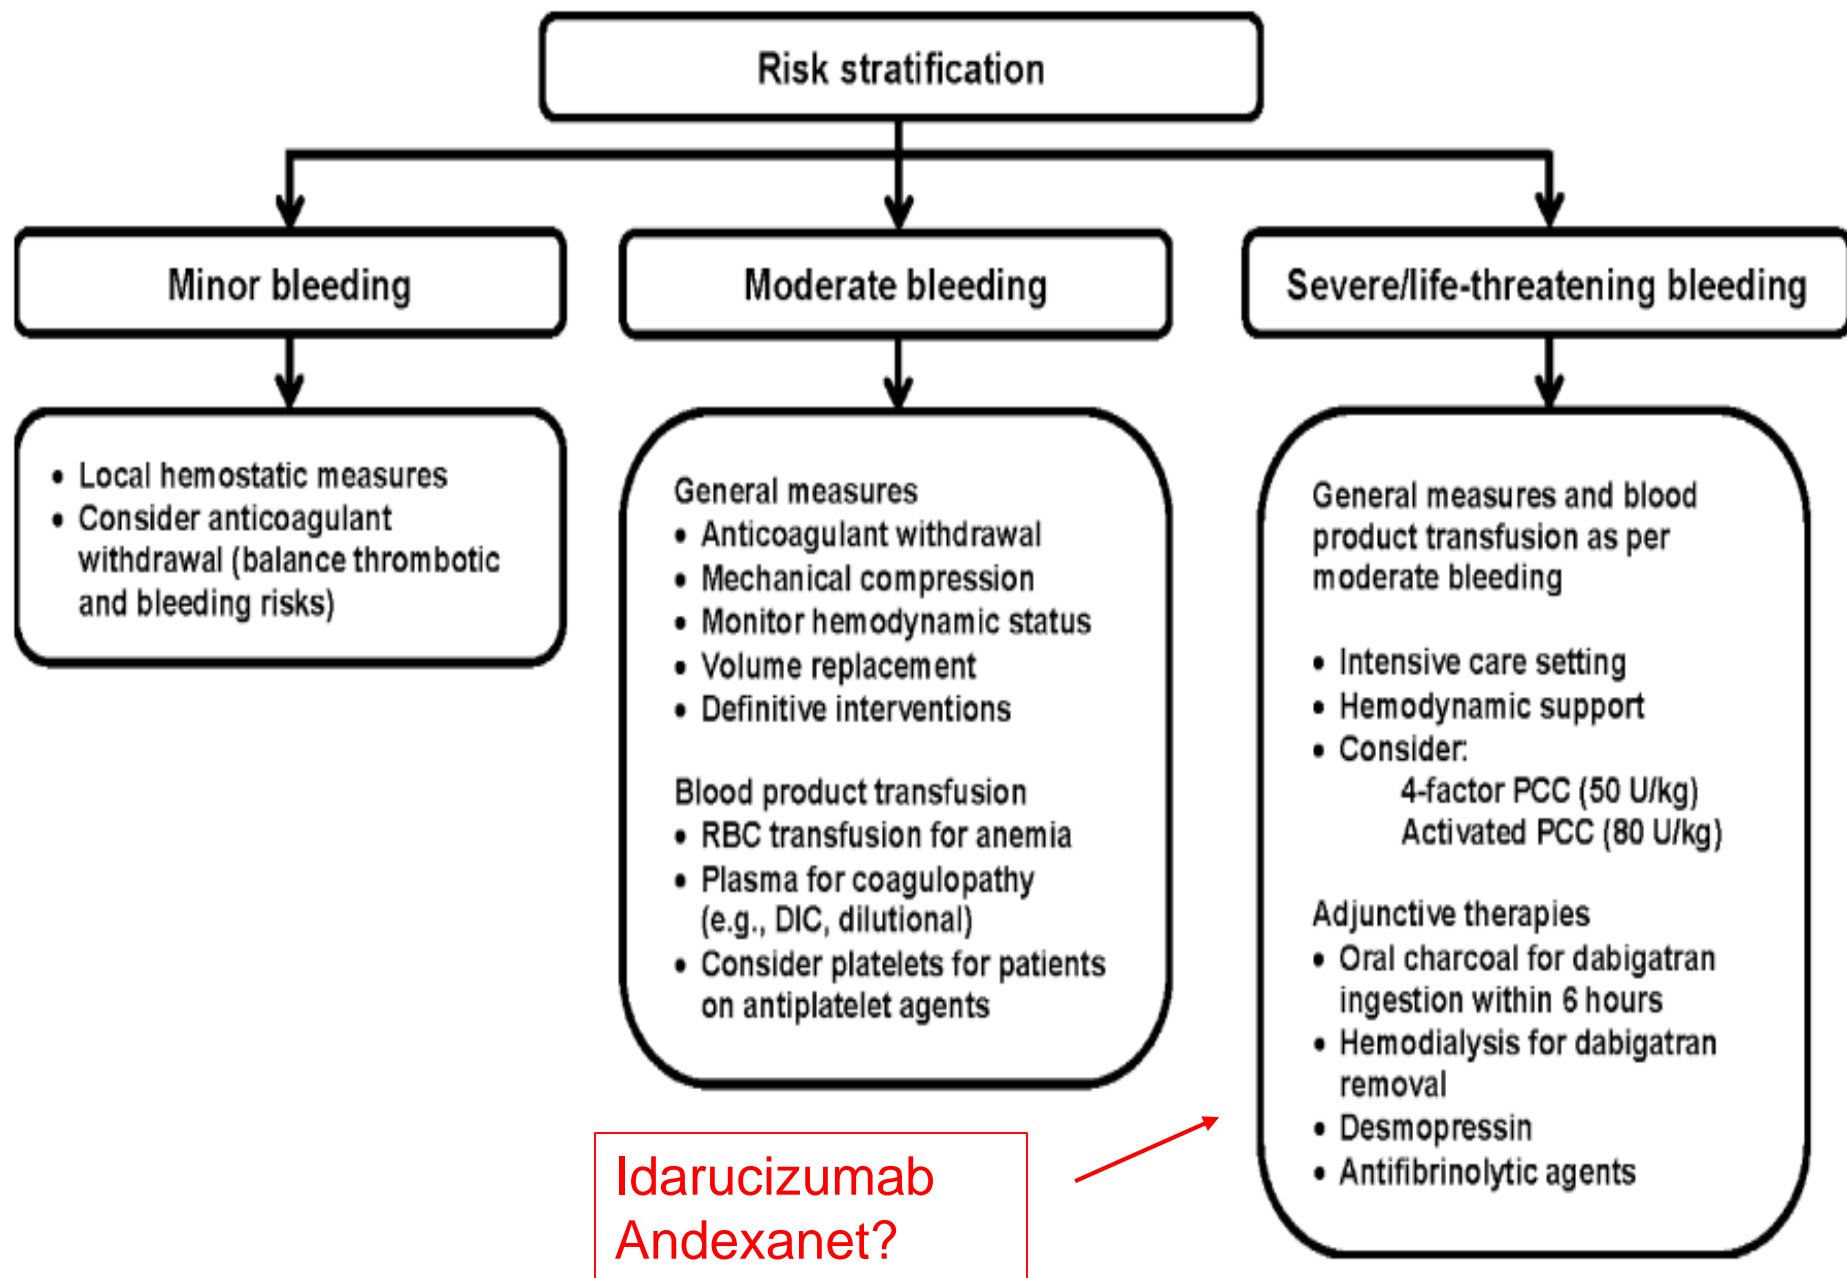 Risk stratification
Minor bleeding
Moderate bleeding
Severe/life-threatening bleeding
• Local hemostatic measures
• Consider anticoagulant
withdrawal (balance thrombotic
and bleeding risks)
General measures
• Anticoagulant withdrawal
• Mechanical compression
• Monitor hemodynamic status
• Volume replacement
• Definitive interventions
Blood product transfusion
• RBC transfusion for anemia
• Plasma for coagulopathy
(e.g., DIC, dilutional)
• Consider platelets for patients
on antiplatelet agents
General measures and blood
product transfusion as per
moderate bleeding
• Intensive care setting
• Hemodynamic support
• Consider:
4-factor PCC (50 U/kg)
Activated PCC (80 U/kg)
Adjunctive therapies
• Oral charcoal for dabigatran
ingestion within 6 hours
• Hemodialysis for dabigatran
removal
• Desmopressin
• Antifibrinolytic agents
Idarucizumab
Andexanet?